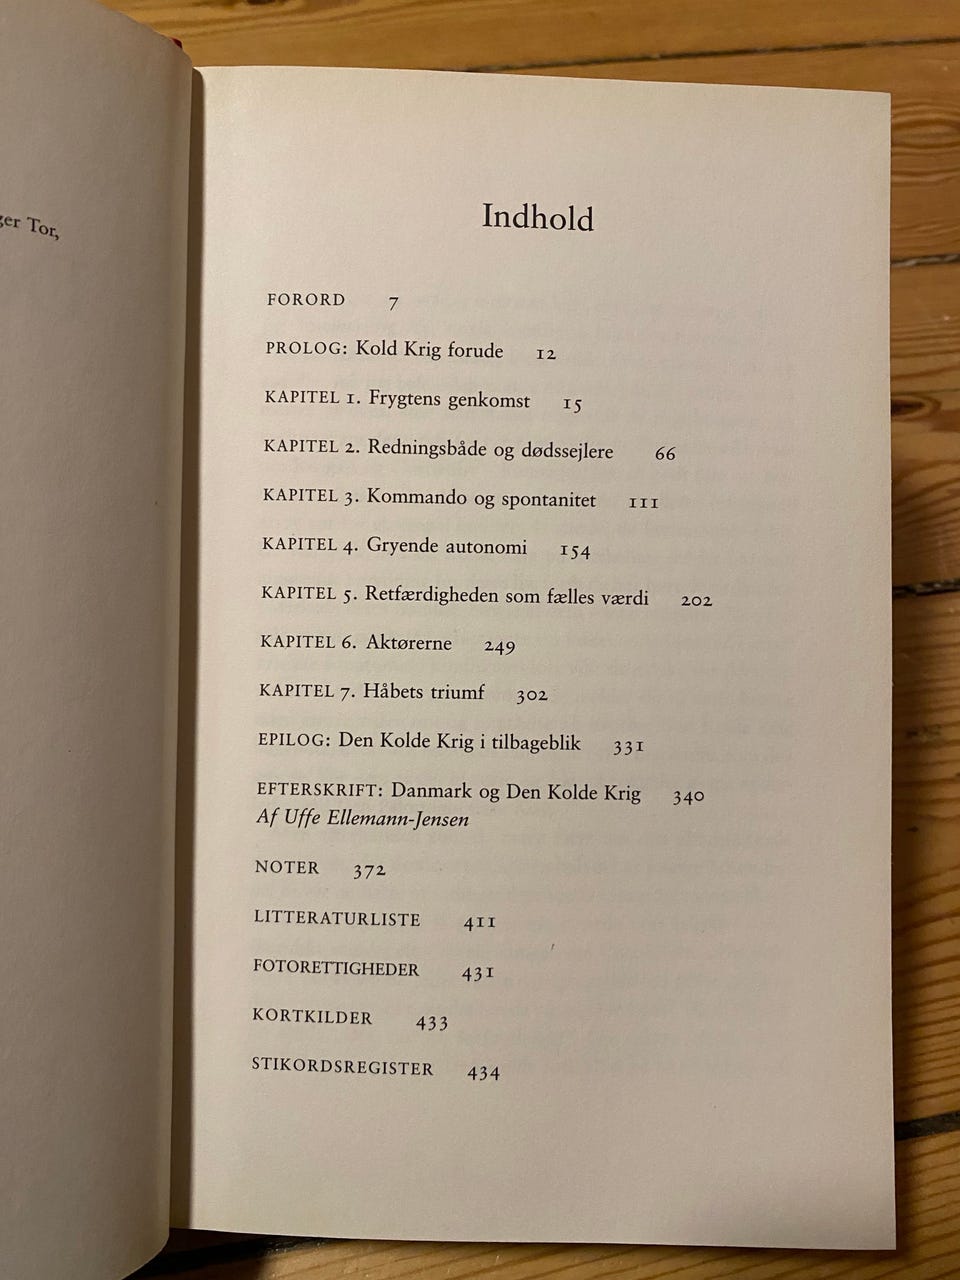 Tor,
Indhold
FORORD 7
PROLOG: Kold Krig forude 12
KAPITEL 1. Frygtens genkomst 15
KAPITEL 2. Redningsbåde og dødssejlere 66
KAPITEL 3. Kommando og spontanitet 111
KAPITEL 4. Gryende autonomi 154
KAPITEL 5. Retfærdigheden som fælles værdi 202
KAPITEL 6. Aktørerne 249
KAPITEL 7. Håbets triumf 302
EPILOG: Den Kolde Krig i tilbageblik 331
EFTERSKRIFT: Danmark og Den Kolde Krig 340
Af Uffe Ellemann-Jensen
NOTER 372
LITTERATURLISTE 411
FOTORETTIGHEDER 431
KORTKILDER 433
STIKORDSREGISTER 434